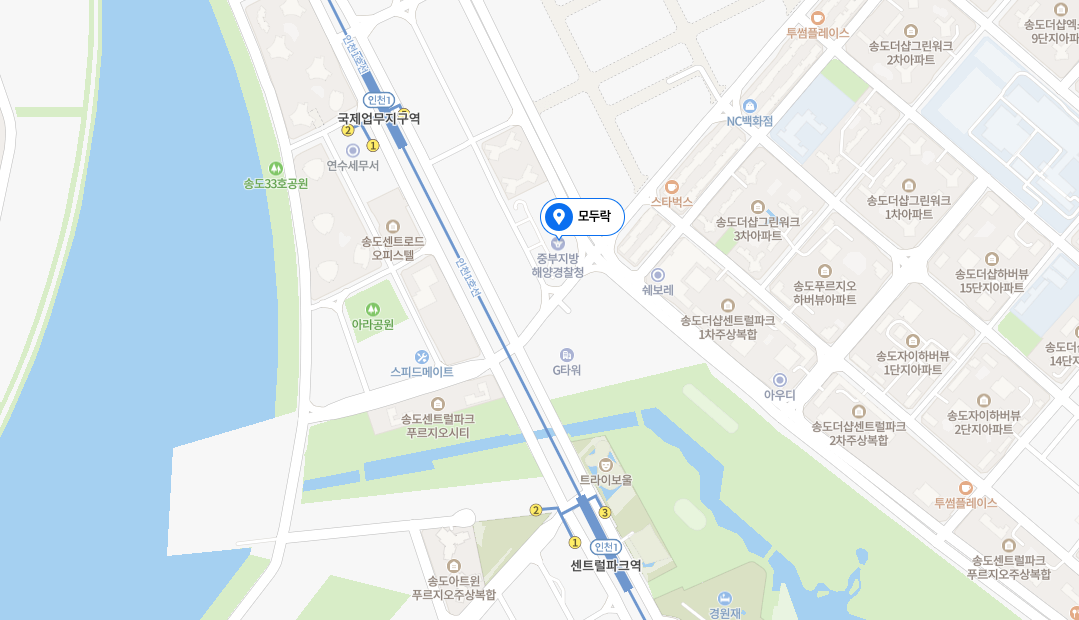 투썸플레이스
송도더샵그린워크
2차아파트
송도더샵엑스
9단지아파
인천1호선
인천1
국제업무지구역
2
1
연수세무서
NC백화점
송도33호공원
스타벅스
송도더샵그린워크
1차아파트
모두락
송도더샵그린워크
3차아파트
송도센트로드
오피스텔
중부지방
해양경찰청
인천1호선
쉐보레
송도푸르지오
하버뷰아파트
송도더샵하버뷰
15단지아파트
아라공원
송도더샵센트럴파크
1차주상복합
송도더
14단지
스피드메이트
G타워
송도자이하버뷰
1단지아파트
아우디
송도센트럴파크
푸르지오시티
송도더샵센트럴파크
2차주상복합
송도자이하버뷰
2단지아파트
트라이보울
투썸플레이스
2
3
1
인천1
센트럴파크역
송도아트윈
푸르지오주상복합
송도센트럴파크
푸르지오주상복합
경원재